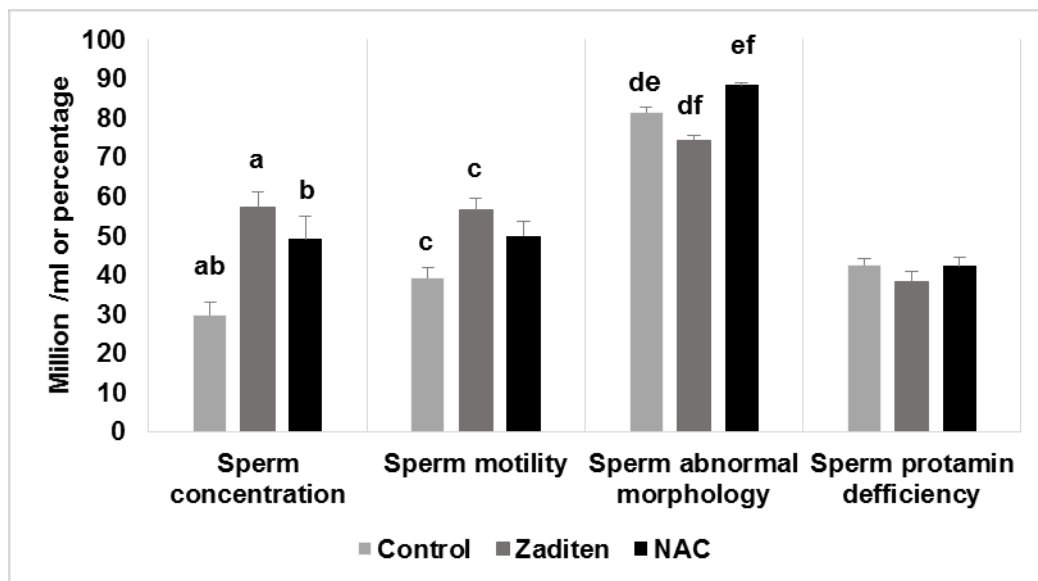 Million /ml or percentage
100
90
80
70
60
50
40
30
20
10
0
ab
a
b
c
c
de
df
ef
Sperm concentration
Sperm motility
Sperm abnormal morphology
Sperm protamin defficiency
Control
Zaditen
NAC